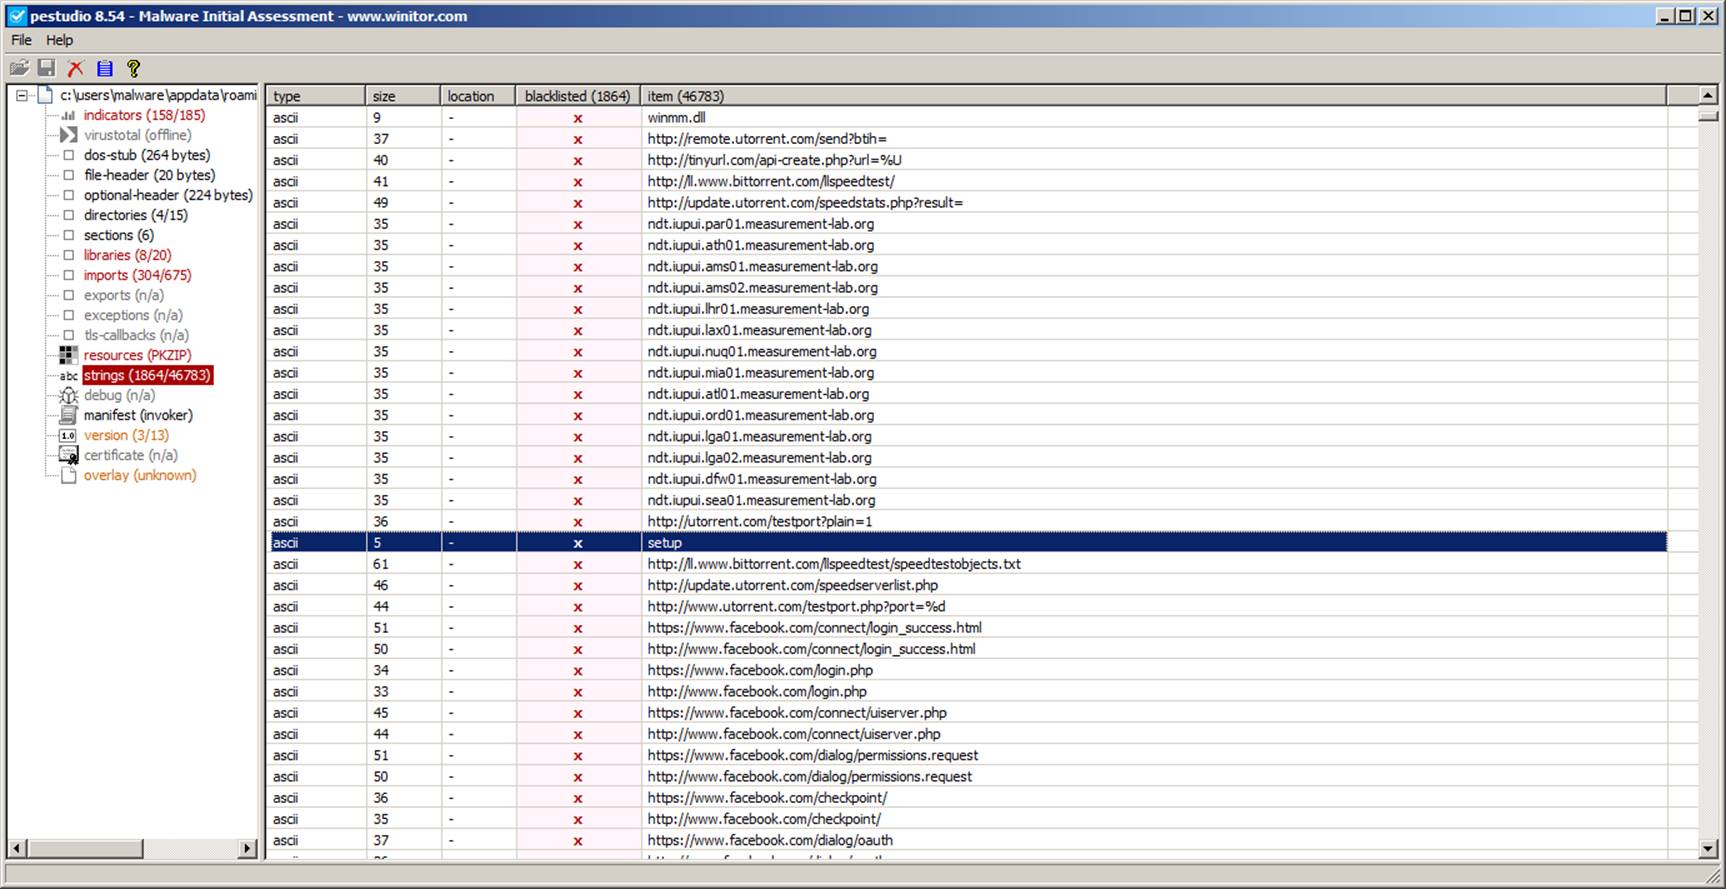 pestudio 8.54 - Malware Initial Assessment - www.winitor.com
File Help
c:\users\malware\appdata\roami
indicators (158/185)
virustotal (offline)
dos-stub (264 bytes)
file-header (20 bytes)
optional-header (224 bytes)
directories (4/15)
sections (6)
libraries (8/20)
imports (304/675)
exports (n/a)
exceptions (n/a)
tls-callbacks (n/a)
resources (PKZIP)
abc strings (1864/46783)
debug (n/a)
manifest (invoker)
1.0 version (3/13)
certificate (n/a)
overlay (unknown)
type size location blacklisted (1864) item (46783)
ascii 9 - x winmm.dll
ascii 37 - x http://remote.utorrent.com/send?btih=
ascii 40 - x http://tinyurl.com/api-create.php?url=%U
ascii 41 - x http://ll.www.bittorrent.com/llspeedtest/
ascii 49 - x http://update.utorrent.com/speedstats.php?result=
ascii 35 - x ndt.iupui.par01.measurement-lab.org
ascii 35 - x ndt.iupui.ath01.measurement-lab.org
ascii 35 - x ndt.iupui.ams01.measurement-lab.org
ascii 35 - x ndt.iupui.ams02.measurement-lab.org
ascii 35 - x ndt.iupui.lhr01.measurement-lab.org
ascii 35 - x ndt.iupui.lax01.measurement-lab.org
ascii 35 - x ndt.iupui.nuq01.measurement-lab.org
ascii 35 - x ndt.iupui.mia01.measurement-lab.org
ascii 35 - x ndt.iupui.atl01.measurement-lab.org
ascii 35 - x ndt.iupui.ord01.measurement-lab.org
ascii 35 - x ndt.iupui.lga01.measurement-lab.org
ascii 35 - x ndt.iupui.lga02.measurement-lab.org
ascii 35 - x ndt.iupui.dfw01.measurement-lab.org
ascii 35 - x ndt.iupui.sea01.measurement-lab.org
ascii 36 - x http://utorrent.com/testport?plain=1
ascii 5 - x setup
ascii 61 - x http://ll.www.bittorrent.com/llspeedtest/speedtestobjects.txt
ascii 46 - x http://update.utorrent.com/speedserverlist.php
ascii 44 - x http://www.utorrent.com/testport.php?port=%d
ascii 51 - x https://www.facebook.com/connect/login_success.html
ascii 50 - x http://www.facebook.com/connect/login_success.html
ascii 34 - x https://www.facebook.com/login.php
ascii 33 - x http://www.facebook.com/login.php
ascii 45 - x https://www.facebook.com/connect/uiserver.php
ascii 44 - x http://www.facebook.com/connect/uiserver.php
ascii 51 - x https://www.facebook.com/dialog/permissions.request
ascii 50 - x http://www.facebook.com/dialog/permissions.request
ascii 36 - x https://www.facebook.com/checkpoint/
ascii 35 - x http://www.facebook.com/checkpoint/
ascii 37 - x https://www.facebook.com/dialog/oauth